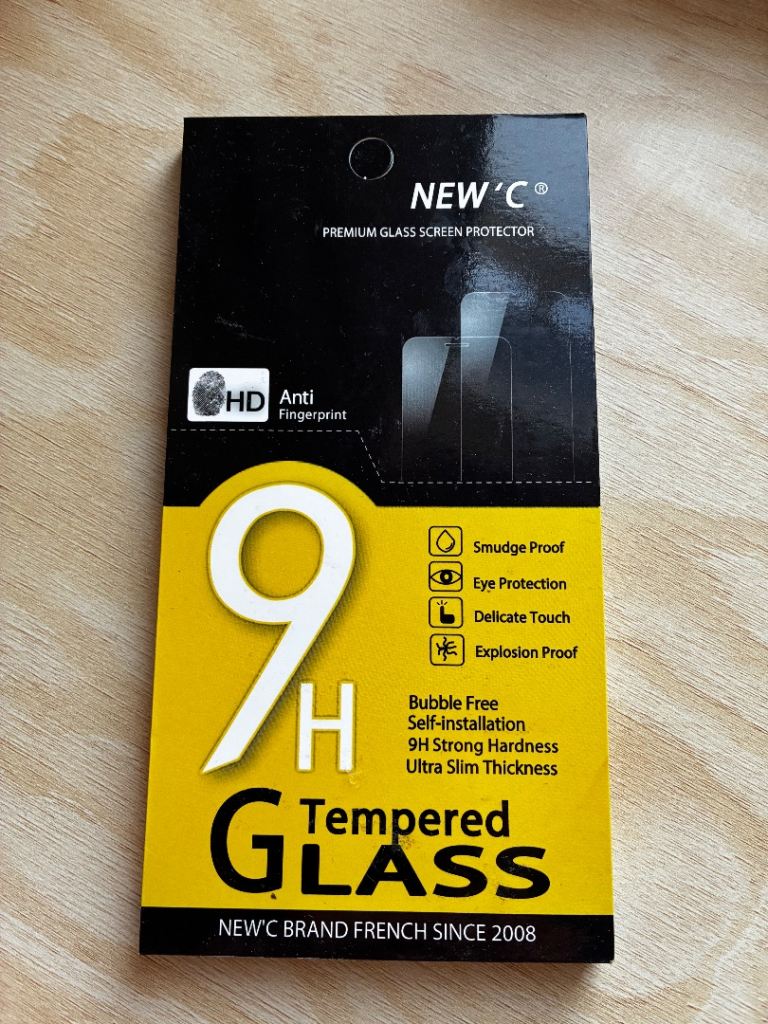 NEW'C ®
PREMIUM GLASS SCREEN PROTECTOR
HD
Anti
Fingerprint
9H
Smudge Proof
Eye Protection
Delicate Touch
Explosion Proof
Bubble Free
Self-installation
9H Strong Hardness
Ultra Slim Thickness
Tempered
GLASS
NEW'C BRAND FRENCH SINCE 2008